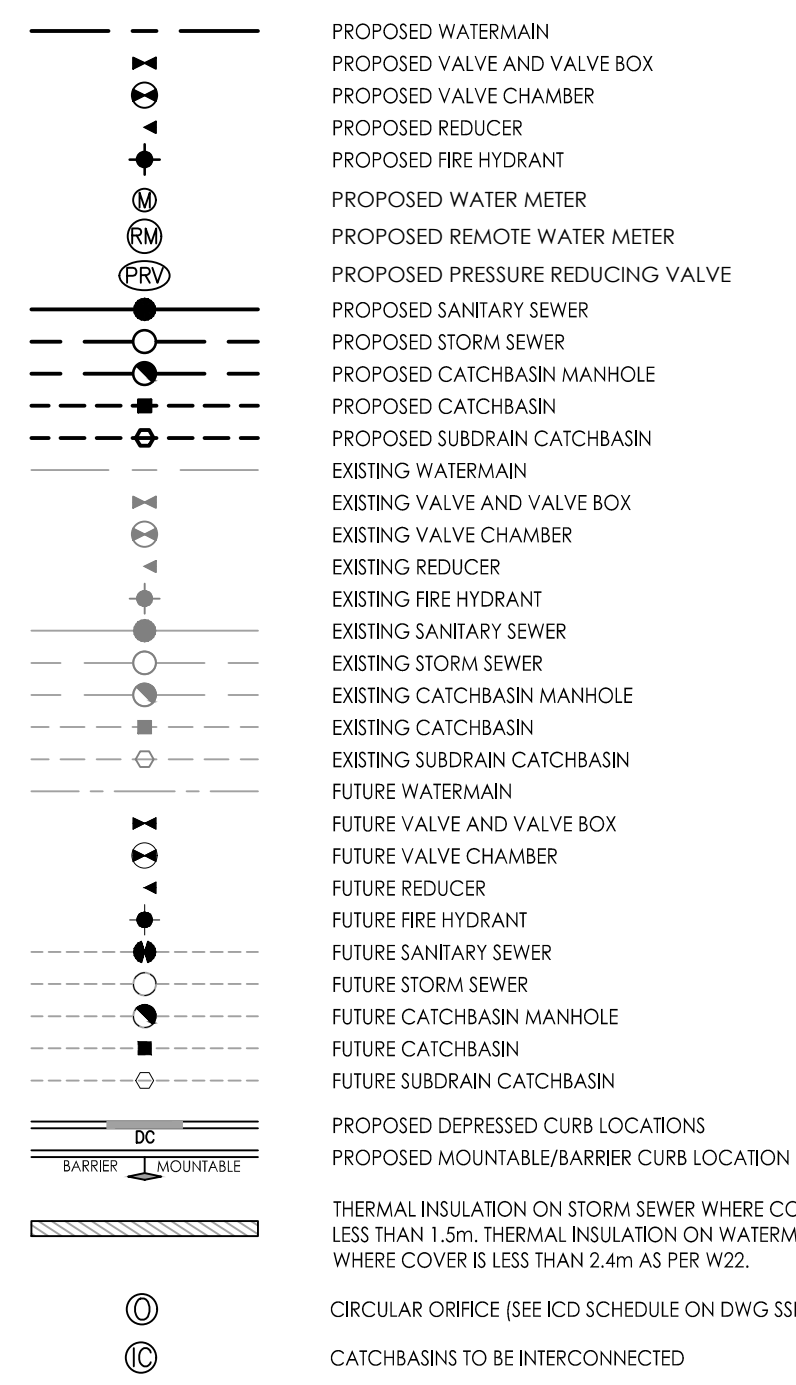 PROPOSED WATERMAIN
PROPOSED VALVE AND VALVE BOX
PROPOSED VALVE CHAMBER
PROPOSED REDUCER
PROPOSED FIRE HYDRANT
M PROPOSED WATER METER
RM PROPOSED REMOTE WATER METER
PRV PROPOSED PRESSURE REDUCING VALVE
PROPOSED SANITARY SEWER
PROPOSED STORM SEWER
PROPOSED CATCHBASIN MANHOLE
PROPOSED CATCHBASIN
PROPOSED SUBDRAIN CATCHBASIN
EXISTING WATERMAIN
EXISTING VALVE AND VALVE BOX
EXISTING VALVE CHAMBER
EXISTING REDUCER
EXISTING FIRE HYDRANT
EXISTING SANITARY SEWER
EXISTING STORM SEWER
EXISTING CATCHBASIN MANHOLE
EXISTING CATCHBASIN
EXISTING SUBDRAIN CATCHBASIN
FUTURE WATERMAIN
FUTURE VALVE AND VALVE BOX
FUTURE VALVE CHAMBER
FUTURE REDUCER
FUTURE FIRE HYDRANT
FUTURE SANITARY SEWER
FUTURE STORM SEWER
FUTURE CATCHBASIN MANHOLE
FUTURE CATCHBASIN
FUTURE SUBDRAIN CATCHBASIN
DC PROPOSED DEPRESSED CURB LOCATIONS
BARRIER MOUNTABLE PROPOSED MOUNTABLE/BARRIER CURB LOCATION
THERMAL INSULATION ON STORM SEWER WHERE
LESS THAN 1.5m. THERMAL INSULATION ON
WHERE COVER IS LESS THAN 2.4m AS PER W22.
O CIRCULAR ORIFICE (SEE ICD SCHEDULE ON DWG
IC CATCHBASINS TO BE INTERCONNECTED